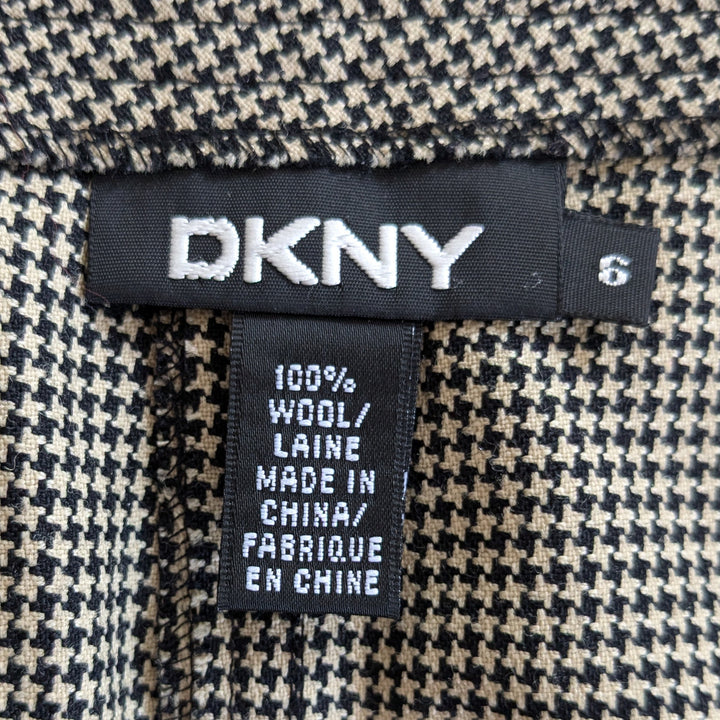 DKNY
6
100%
WOOL/
LAINE
MADE IN
CHINA/
FABRIQUE
EN CHINE